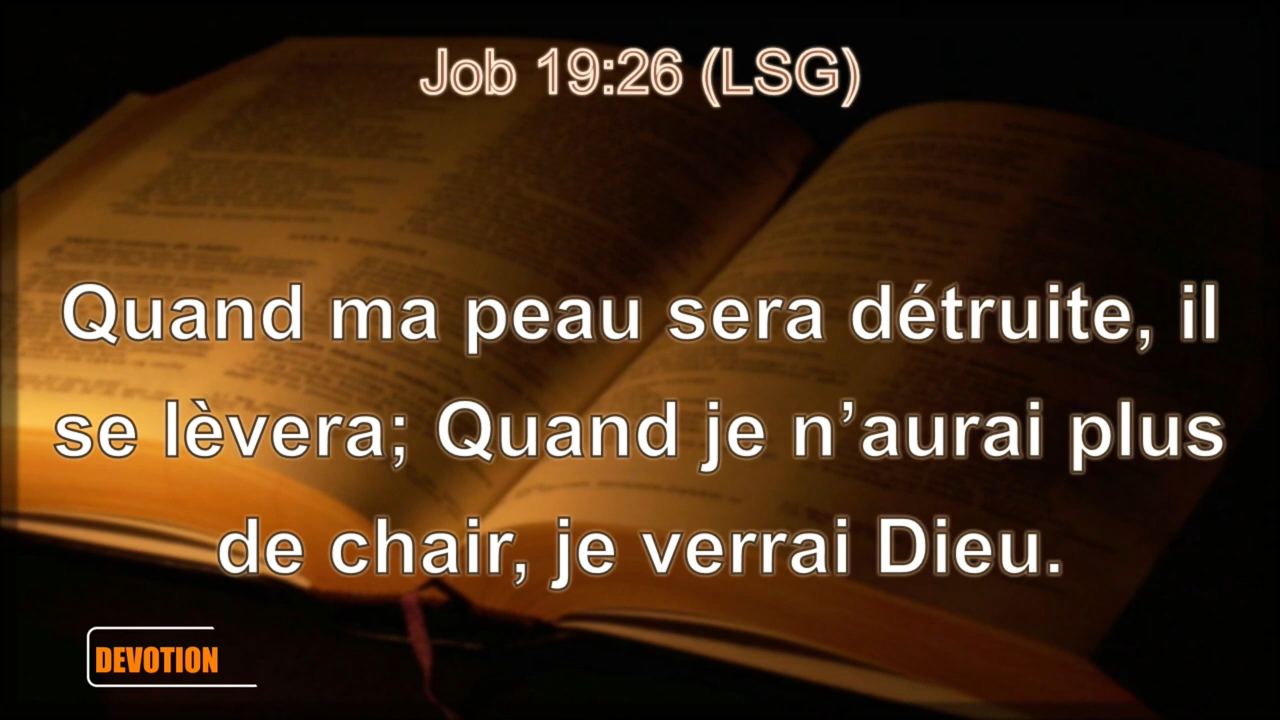 Job 19:26 (LSG)
Quand ma peau sera détruite, il
se lèvera; Quand je n’aurai plus
de chair, je verrai Dieu.
DEVOTION